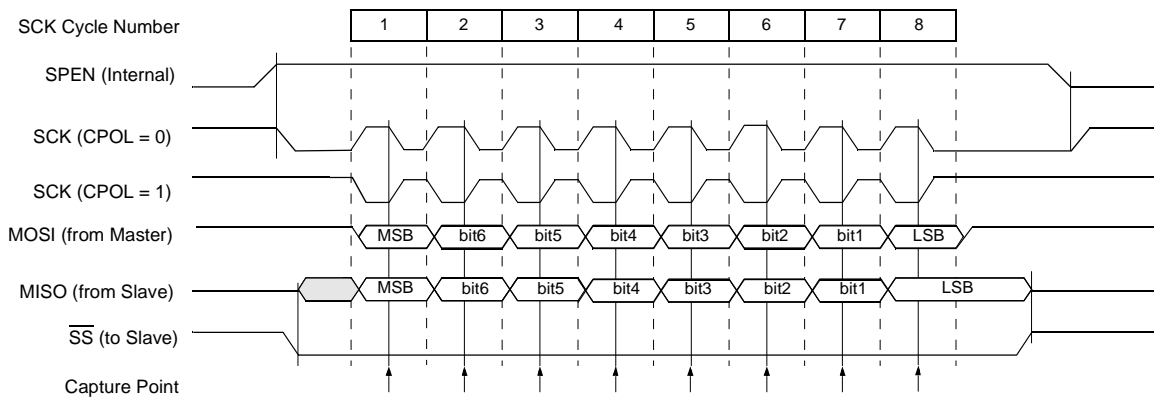 SCK Cycle Number 1 2 3 4 5 6 7 8
SPEN (Internal)
SCK (CPOL = 0)
SCK (CPOL = 1)
MOSI (from Master) MSB bit6 bit5 bit4 bit3 bit2 bit1 LSB
MISO (from Slave) MSB bit6 bit5 bit4 bit3 bit2 bit1 LSB
SS (to Slave)
Capture Point